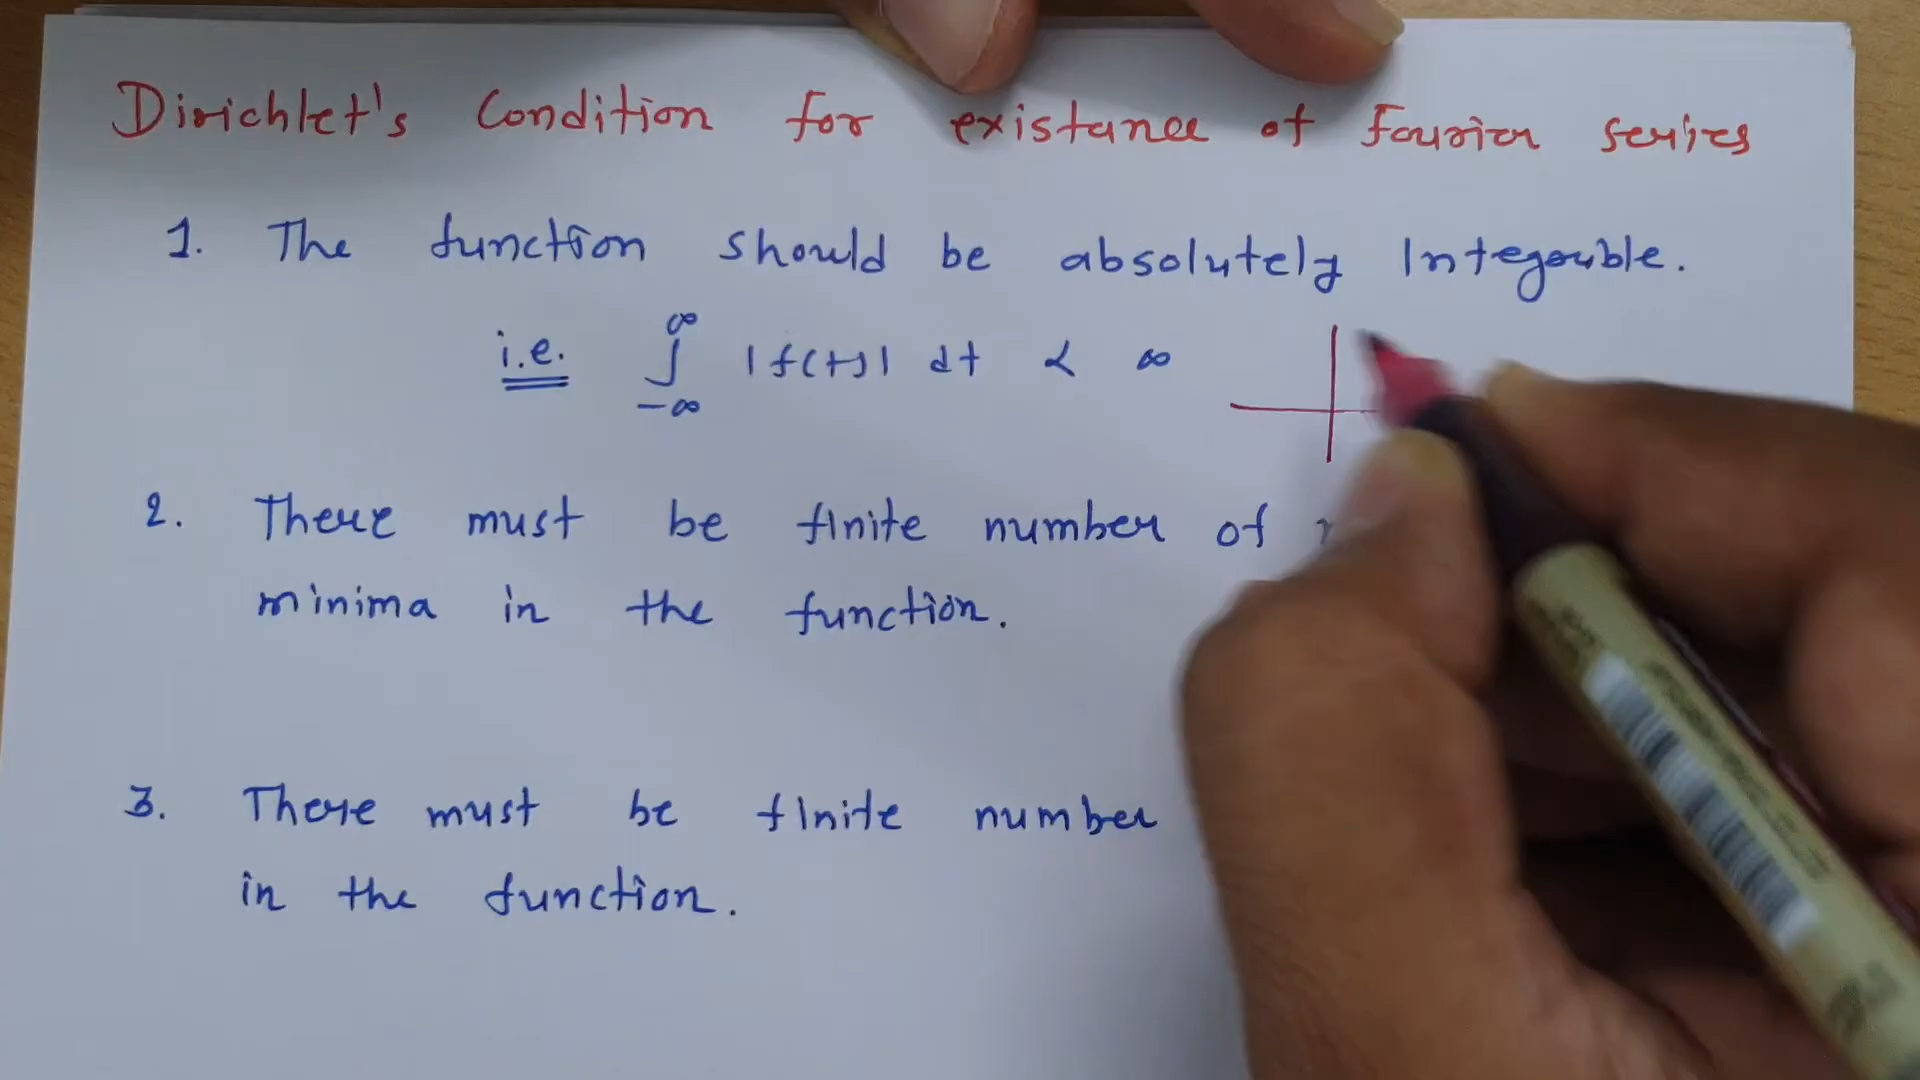 Dirichlet's Condition for existance of Fourier series
1. The function should be absolutely Integrable.
i.e. ∫_{-∞}^{∞} |f(t)| dt < ∞
2. There must be finite number of
minima in the function.
3. There must be finite number
in the function.